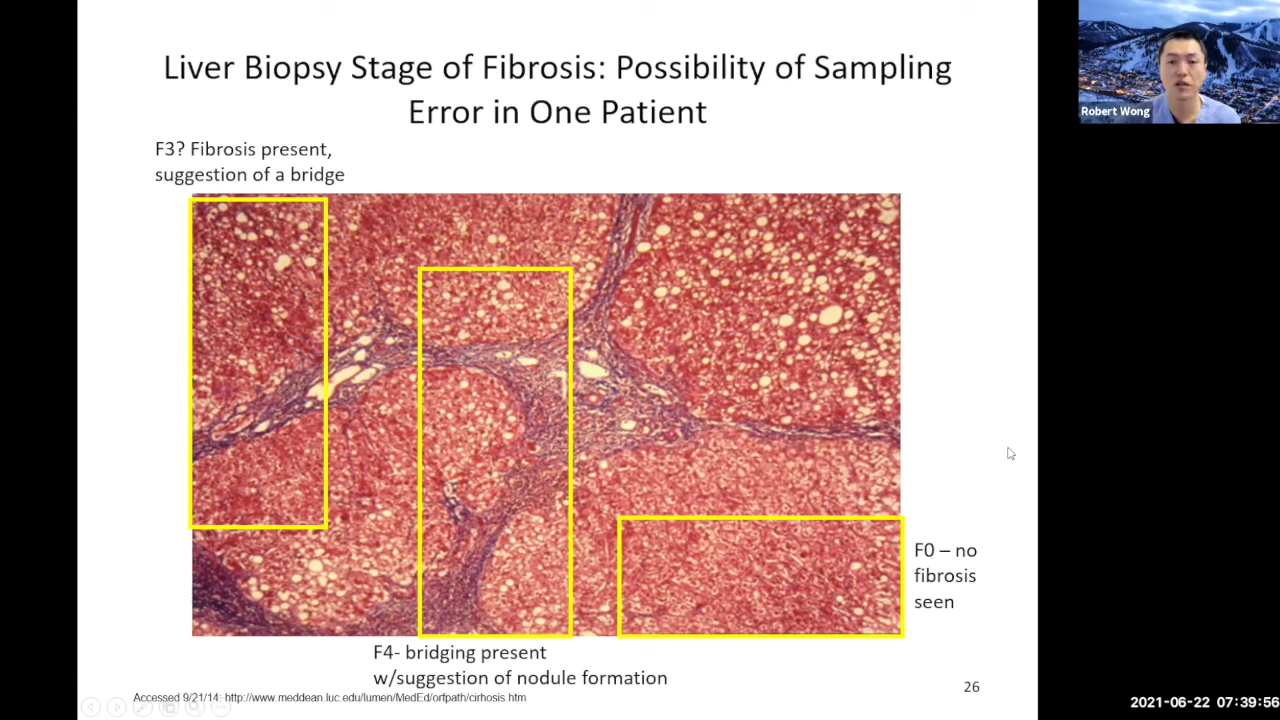 Liver Biopsy Stage of Fibrosis: Possibility of Sampling
Error in One Patient
Robert Wong
F3? Fibrosis present,
suggestion of a bridge
F0 – no
fibrosis
seen
F4- bridging present
w/suggestion of nodule formation
26
Accessed 9/21/14: http://www.meddean.luc.edu/lumen/MedEd/orfpath/cirhosis.htm
2021-06-22 07:39:56